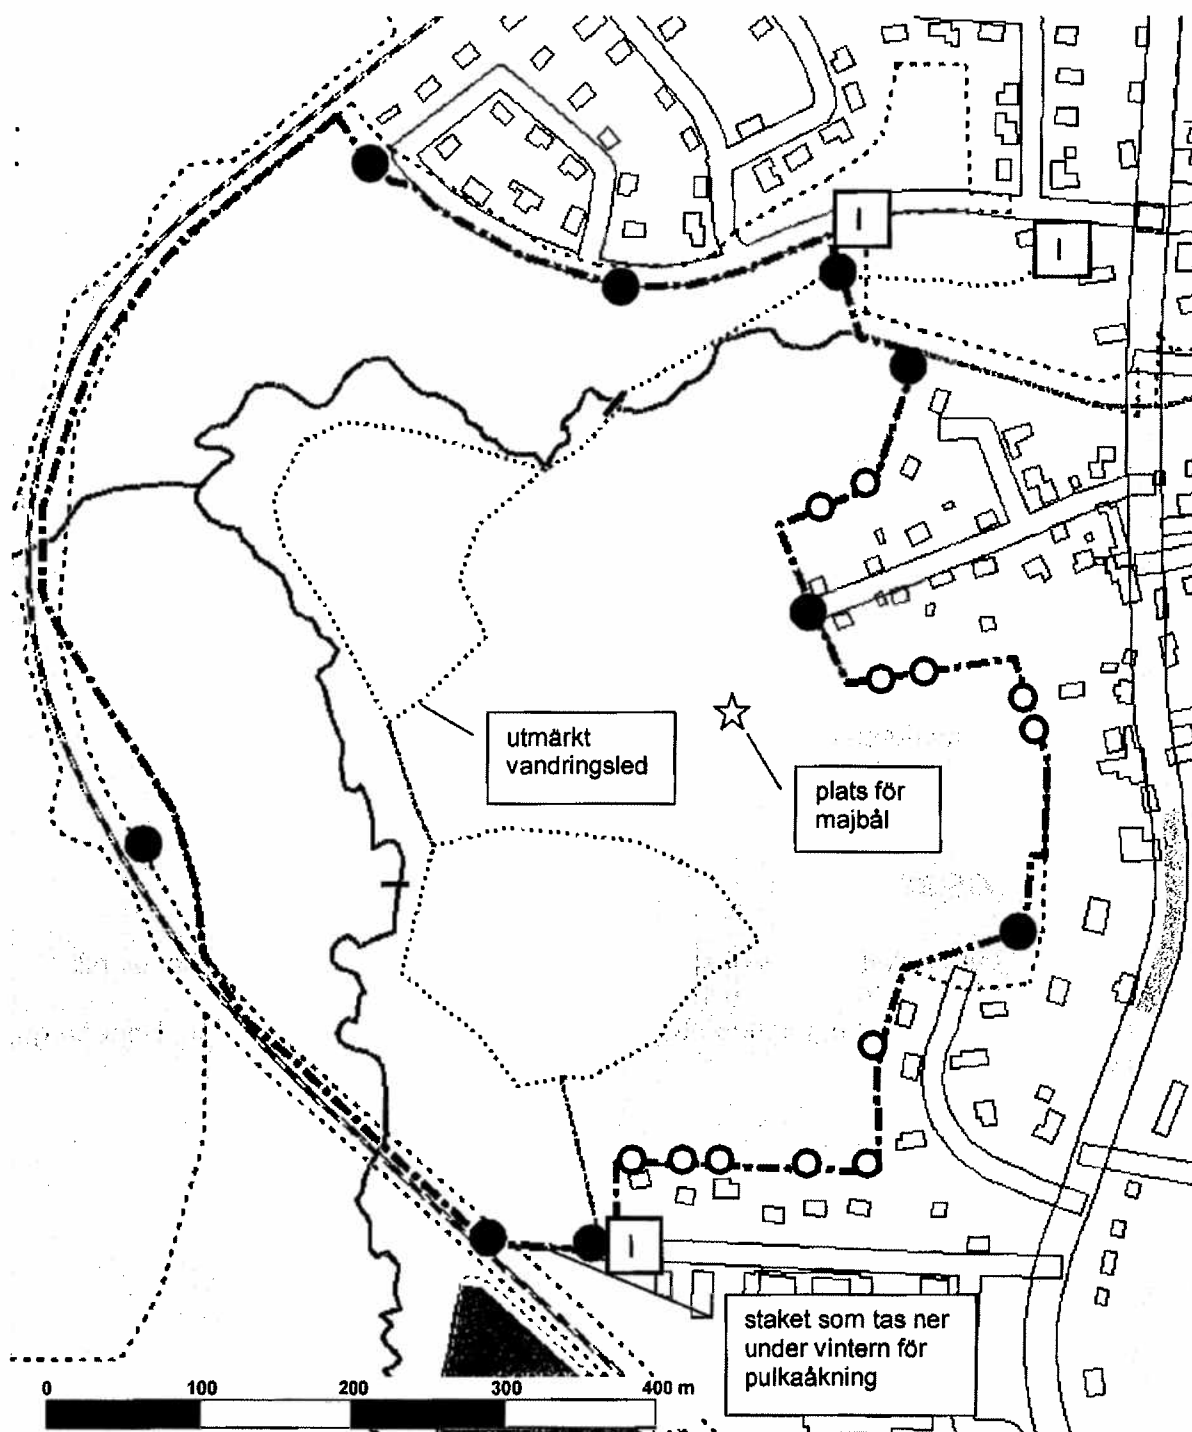 I
I
utmärkt
vandringsled
plats för
majbål
I
staket som tas ner
under vintern för
pulkaåkning
0 100 200 300 400 m